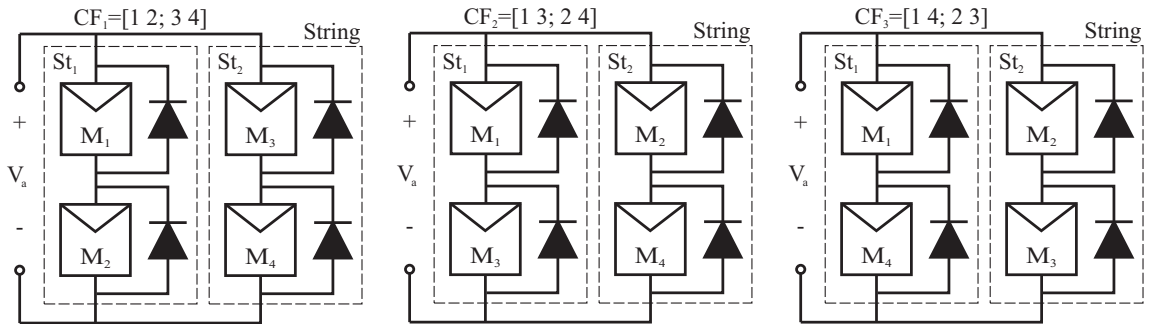 CF₁=[1 2; 3 4]
String
St₁
St₂
M₁
M₃
+
Vₐ
-
M₂
M₄
CF₂=[1 3; 2 4]
String
St₁
St₂
M₁
M₂
+
Vₐ
-
M₃
M₄
CF₃=[1 4; 2 3]
String
St₁
St₂
M₁
M₂
+
Vₐ
-
M₄
M₃